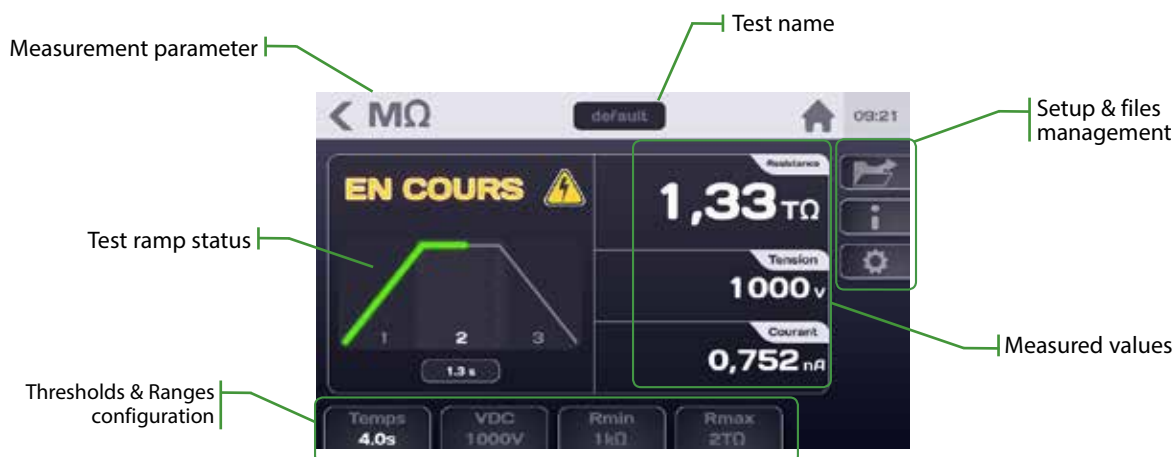 Test name
Measurement parameter
MΩ
default
09:21
Setup & files
management
Resistance
EN COURS
1,33 TΩ
Test ramp status
Tension
1000 V
1 2 3
Courant
0,752 nA
Measured values
1.3 s
Thresholds & Ranges
configuration
Temps VDC Rmin Rmax
4.0s 1000V 1kΩ 2TΩ